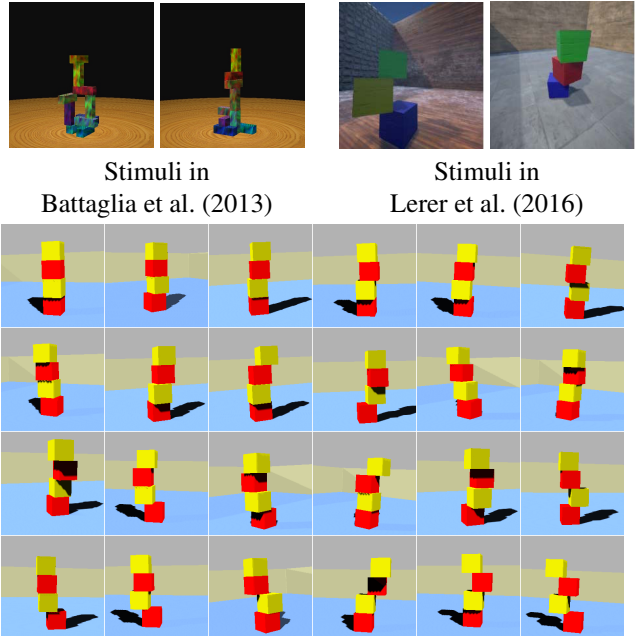 Stimuli in
Battaglia et al. (2013)
Stimuli in
Lerer et al. (2016)